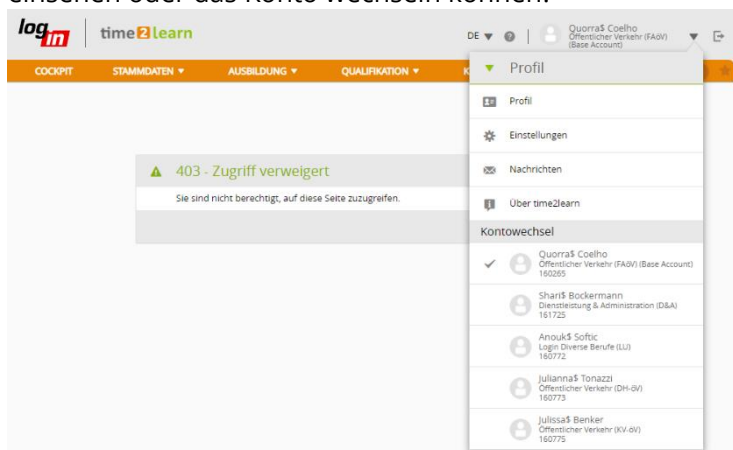 einsehen oder das Konto wechseln können.
login
time2learn
DE
Quorra$ Coelho
Öffentlicher Verkehr (FAöV)
(Base Account)
COCKPIT STAMMDATEN AUSBILDUNG QUALIFIKATION K
Profil
Profil
Einstellungen
403 - Zugriff verweigert
Nachrichten
Sie sind nicht berechtigt, auf diese Seite zuzugreifen.
Über time2learn
Kontowechsel
Quorra$ Coelho
Öffentlicher Verkehr (FAöV) (Base Account)
160265
Shari$ Bockermann
Dienstleistung & Administration (D&A)
161725
Anouk$ Softic
Login Diverse Berufe (LU)
160772
Julianna$ Tonazzi
Öffentlicher Verkehr (DH-öV)
160773
Julissa$ Benker
Öffentlicher Verkehr (KV-öV)
160775